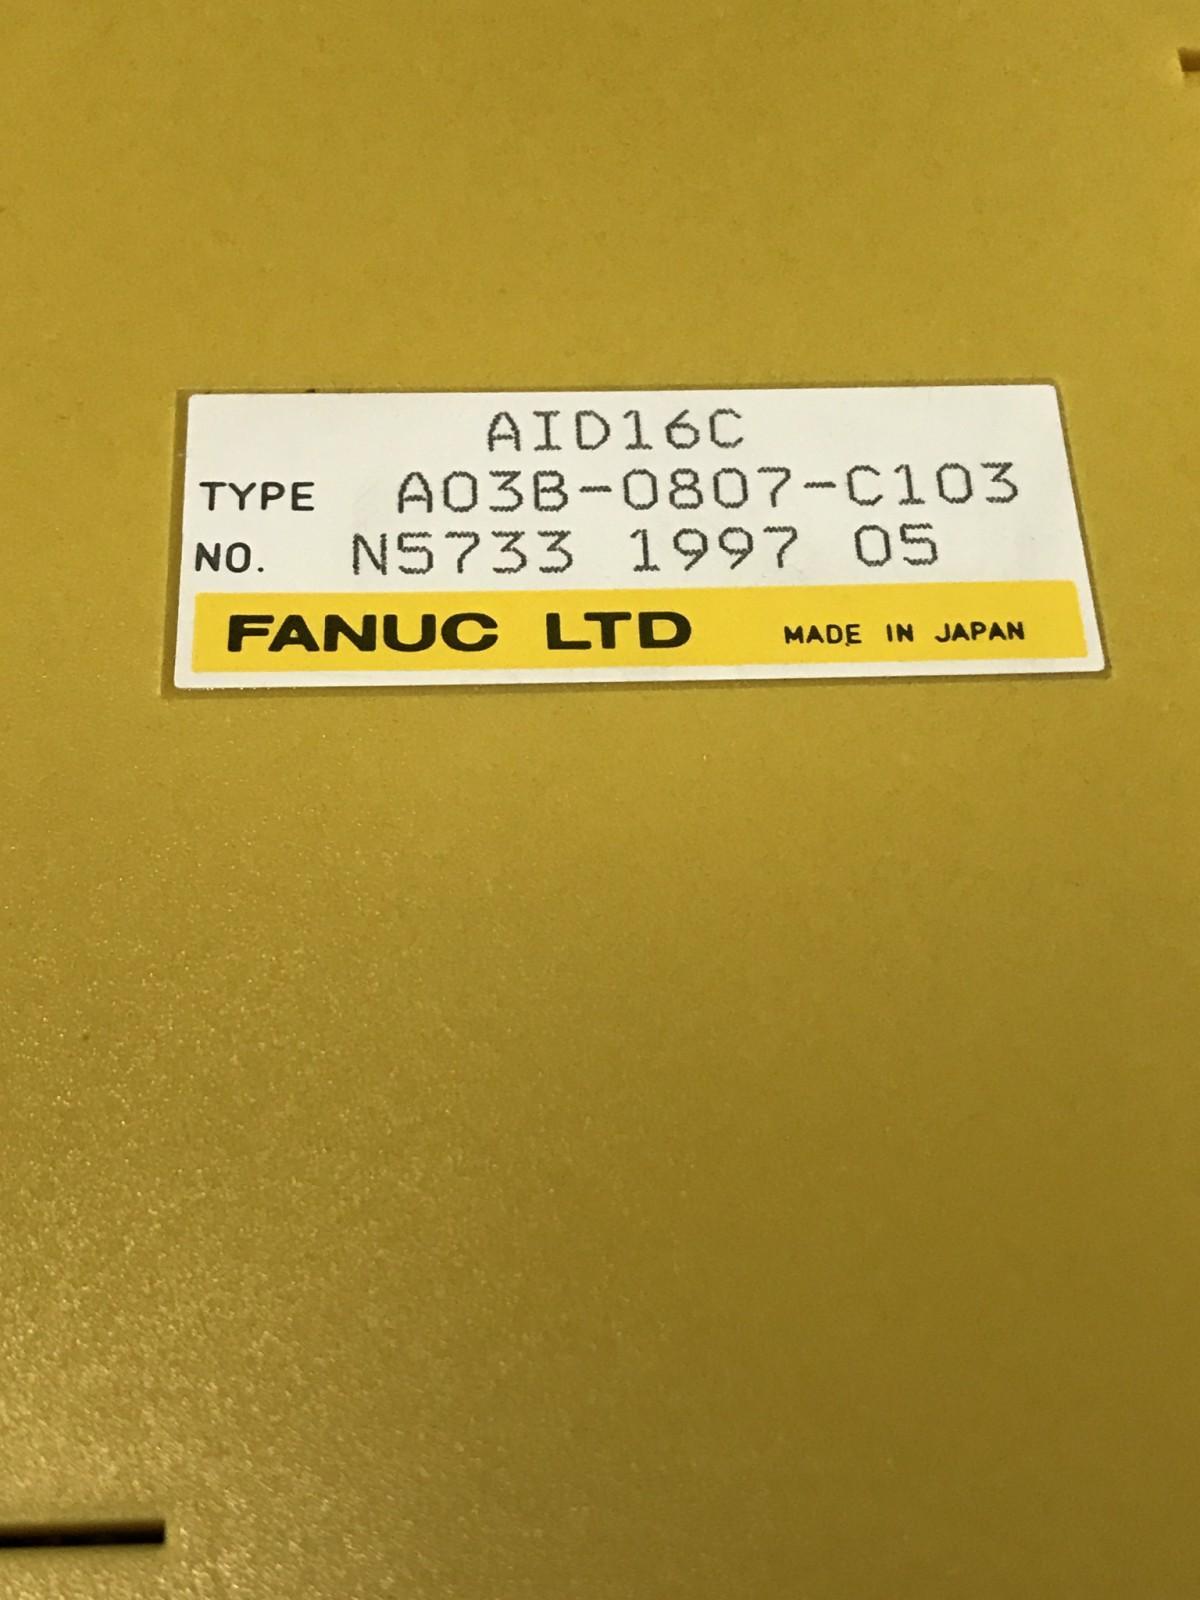 AID16C
TYPE A03B-0807-C103
NO. N5733 1997 05
FANUC LTD MADE IN JAPAN